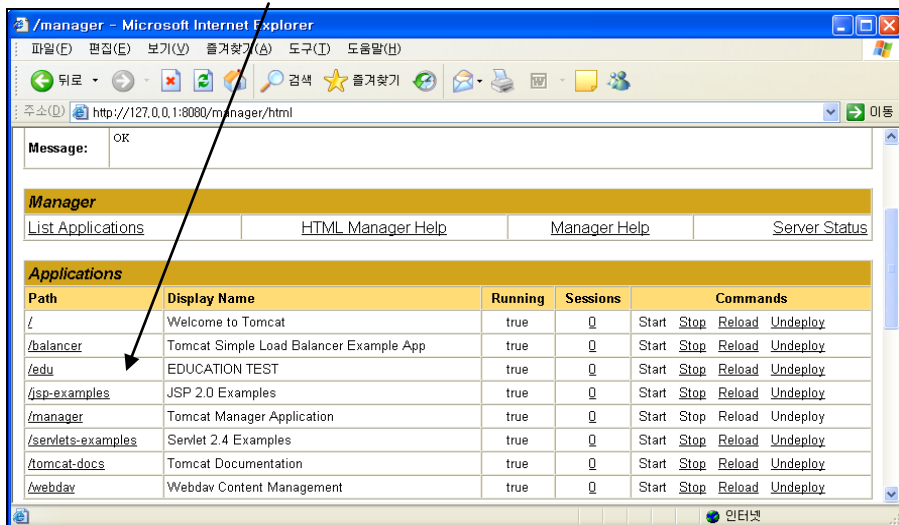 /manager - Microsoft Internet Explorer
파일(F) 편집(E) 보기(V) 즐겨찾기(A) 도구(T) 도움말(H)
뒤로 검색 즐겨찾기
주소(D) http://127.0.0.1:8080/manager/html 이동
Message: OK
Manager
List Applications HTML Manager Help Manager Help Server Status
Applications
Path Display Name Running Sessions Commands
/ Welcome to Tomcat true 0 Start Stop Reload Undeploy
/balancer Tomcat Simple Load Balancer Example App true 0 Start Stop Reload Undeploy
/edu EDUCATION TEST true 0 Start Stop Reload Undeploy
/jsp-examples JSP 2.0 Examples true 0 Start Stop Reload Undeploy
/manager Tomcat Manager Application true 0 Start Stop Reload Undeploy
/servlets-examples Servlet 2.4 Examples true 0 Start Stop Reload Undeploy
/tomcat-docs Tomcat Documentation true 0 Start Stop Reload Undeploy
/webdav Webdav Content Management true 0 Start Stop Reload Undeploy
인터넷